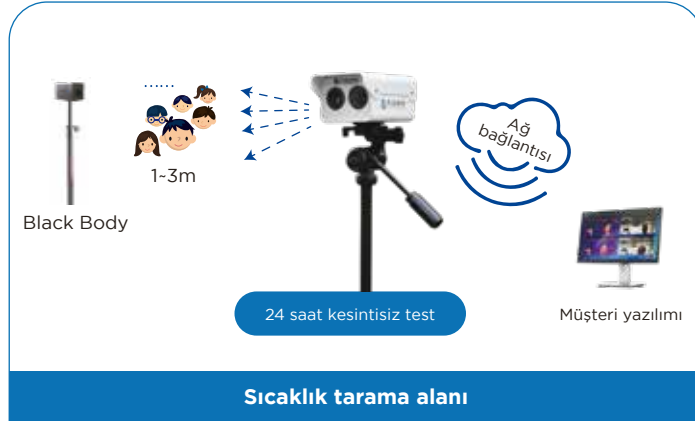 Ağ
bağlantısı
1~3m
Black Body
24 saat kesintisiz test
Müşteri yazılımı
Sıcaklık tarama alanı